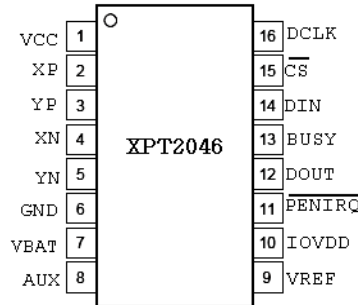 VCC 1 16 DCLK
XP 2 15 CS
YP 3 14 DIN
XN 4 XPT2046 13 BUSY
YN 5 12 DOUT
GND 6 11 PENIRQ
VBAT 7 10 IOVDD
AUX 8 9 VREF